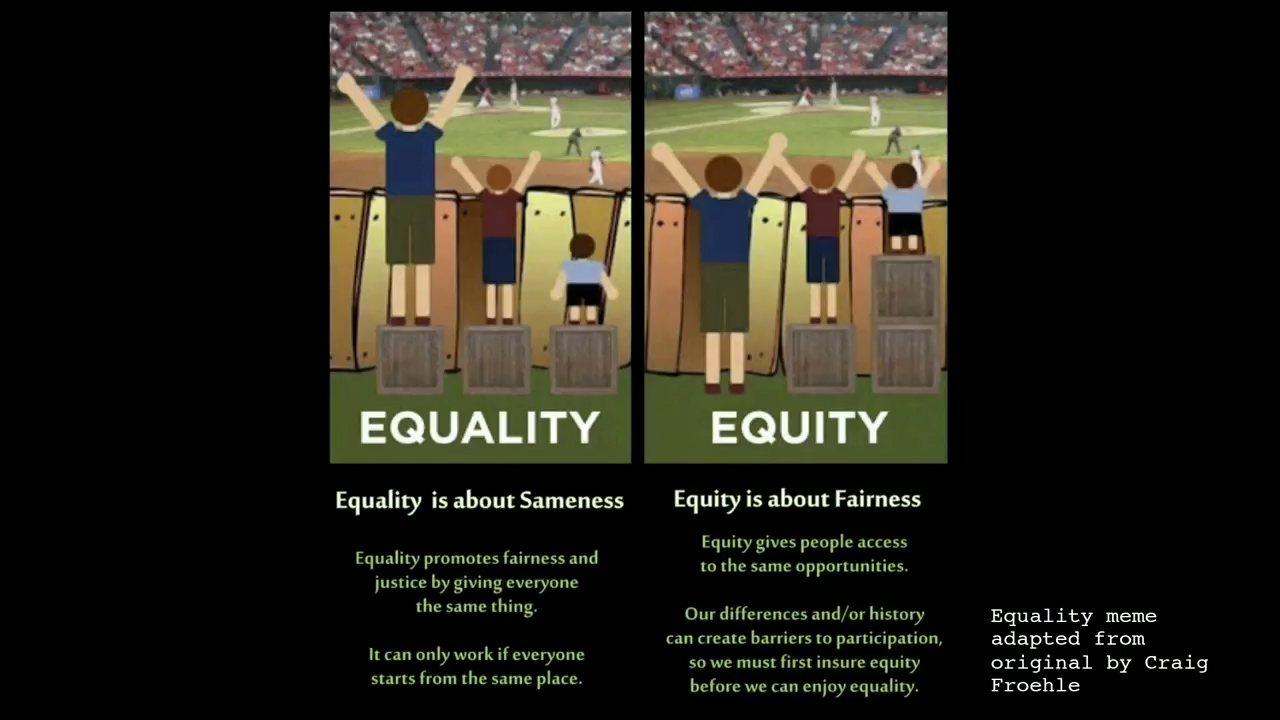 EQUALITY
Equality is about Sameness
Equality promotes fairness and
justice by giving everyone
the same thing.
It can only work if everyone
starts from the same place.
EQUITY
Equity is about Fairness
Equity gives people access
to the same opportunities.
Our differences and/or history
can create barriers to participation,
so we must first insure equity
before we can enjoy equality.
Equality meme
adapted from
original by Craig
Froehle